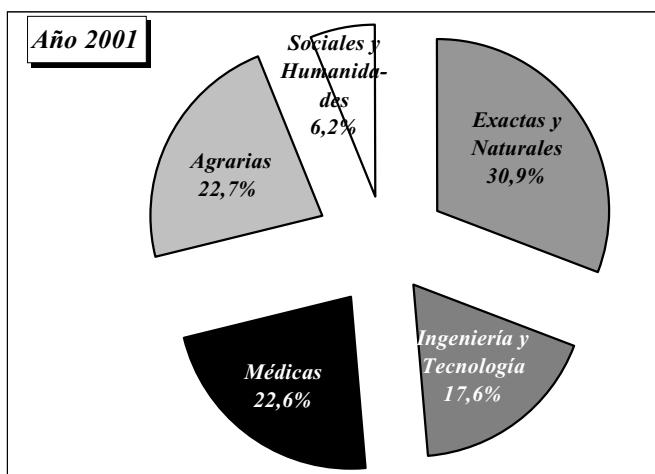 Año 2001
Sociales y
Humanida-
des
6,2%
Exactas y
Naturales
30,9%
Agrarias
22,7%
Ingeniería y
Tecnología
17,6%
Médicas
22,6%